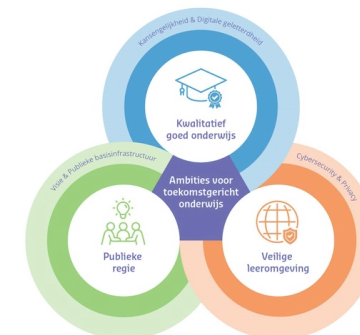 Kansengelijkheid & Digitale geletterdheid
Kwalitatief
goed onderwijs
Visie & Publieke basisinfrastructuur
Cybersecurity & Privacy
Ambities voor
toekomstgericht
onderwijs
Publieke
regie
Veilige
leeromgeving